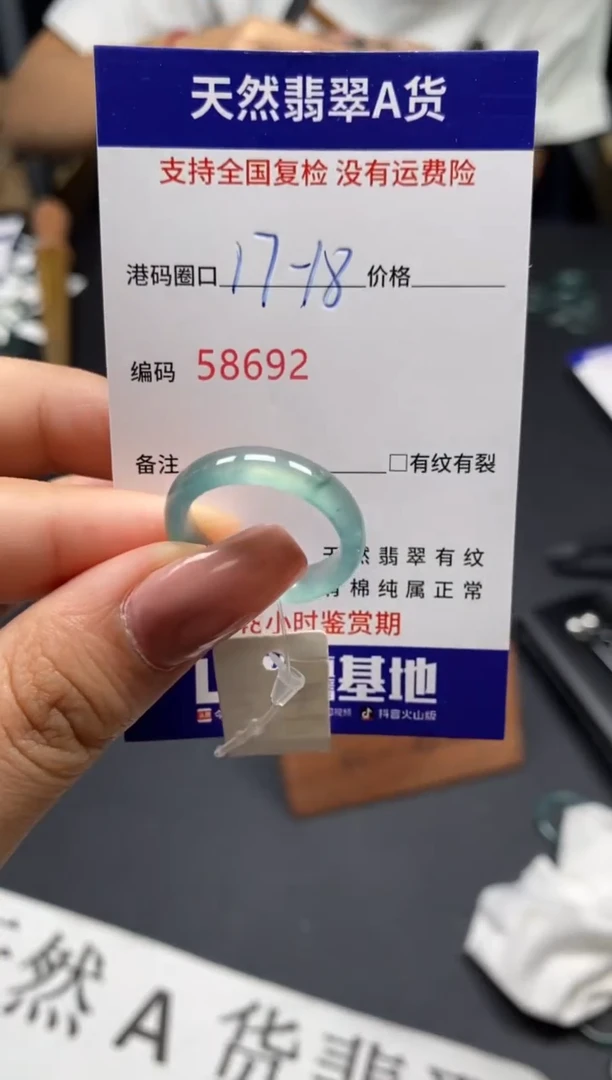 天然翡翠A货
支持全国复检 没有运费险
港码圈口 17-18 价格
编码 58692
备注 □有纹有裂
然翡翠有纹
棉纯属正常
小时鉴赏期
基地
抖音火山版
然A货翡